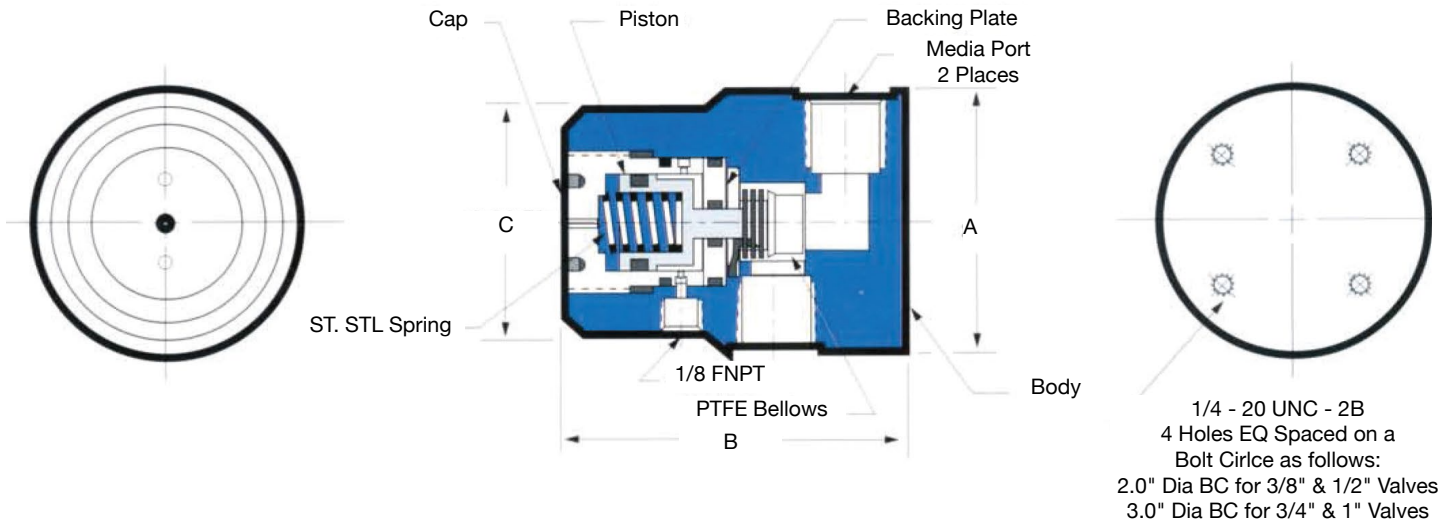 Cap
Piston
Backing Plate
Media Port
2 Places
C
A
ST. STL Spring
1/8 FNPT
PTFE Bellows
Body
B
1/4 - 20 UNC - 2B
4 Holes EQ Spaced on a
Bolt Cirlce as follows:
2.0" Dia BC for 3/8" & 1/2" Valves
3.0" Dia BC for 3/4" & 1" Valves